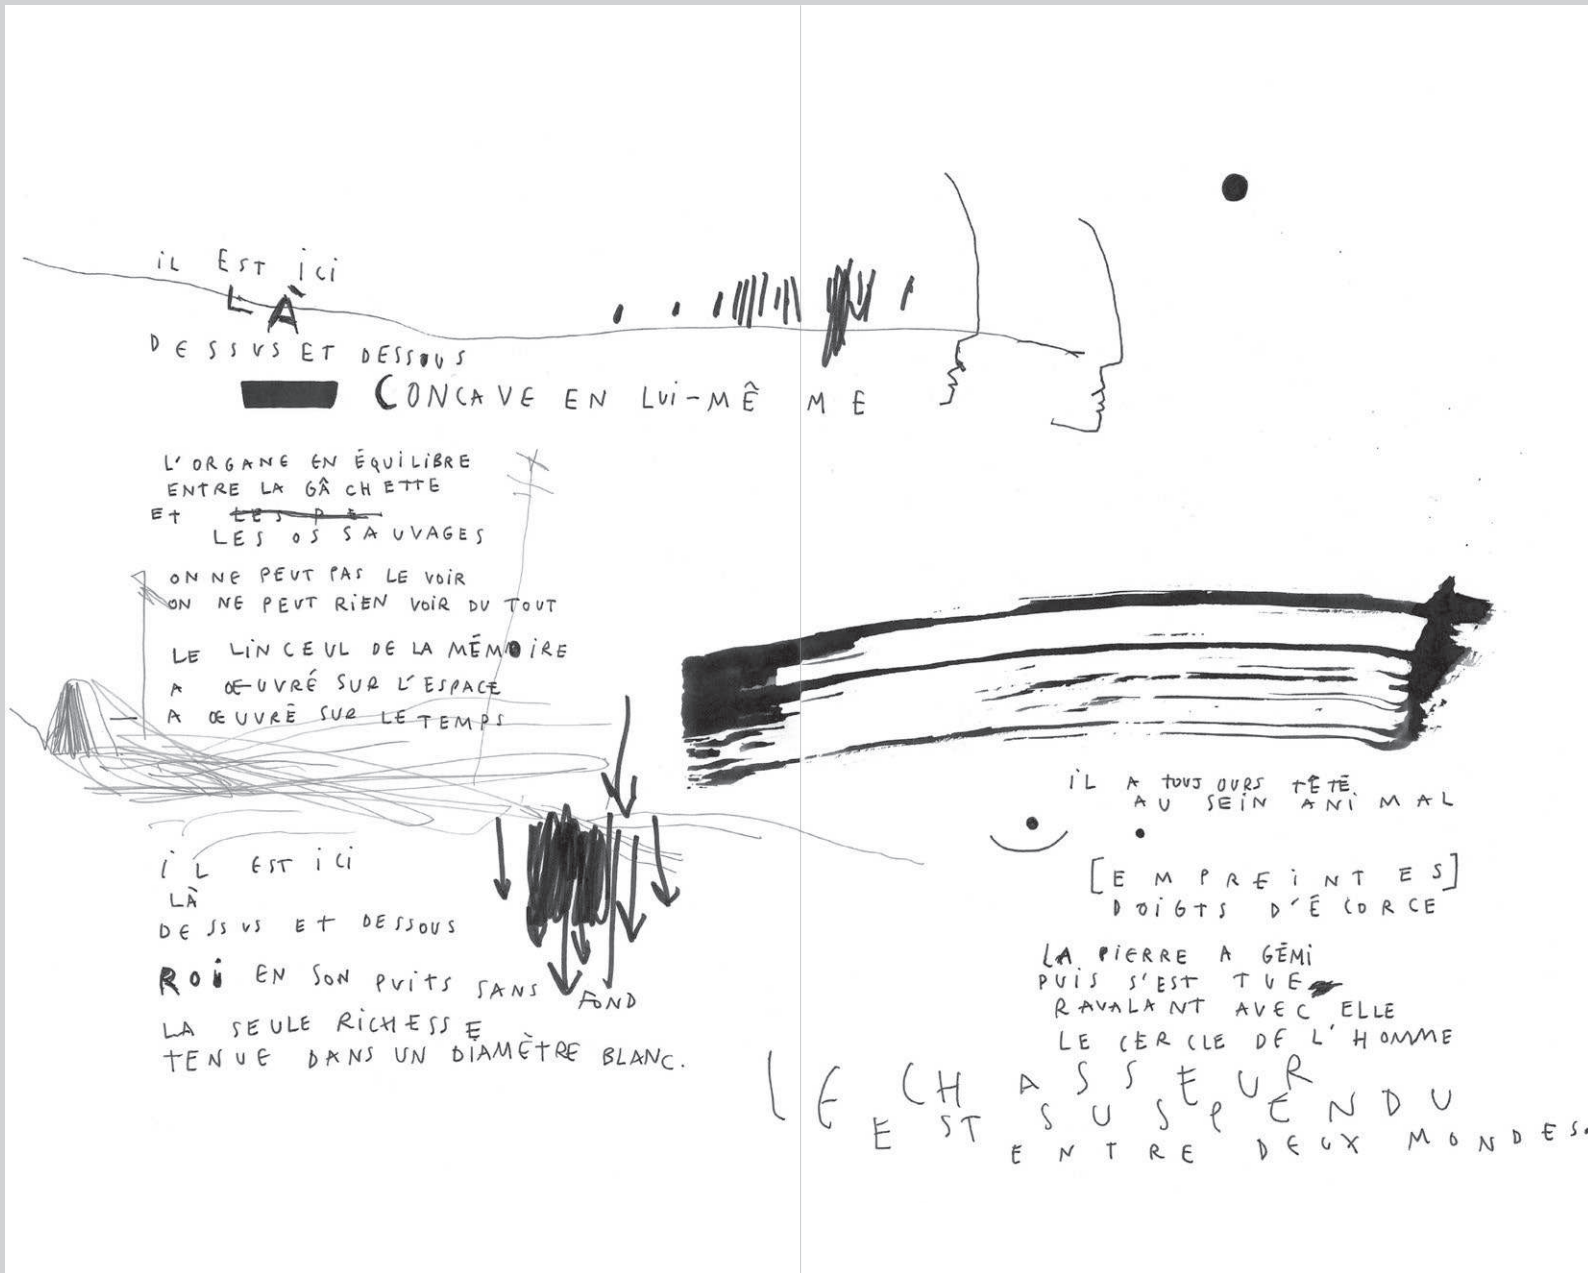 iL EST ici
LÀ
DESSUS ET DESSOUS
CONCAVE EN LUi-MÊME
L'ORGANE EN ÉQUiLiBRE
ENTRE LA GÂCHETTE
ET
LES OS SAUVAGES
ON NE PEUT PAS LE VOiR
ON NE PEUT RiEN VOiR DU TOUT
LE LiNCEUL DE LA MÉMOiRE
A ŒUVRÉ SUR L'ESPACE
A ŒUVRÉ SUR LE TEMPS
iL EST iCi
LÀ
DESSUS ET DESSOUS
ROi EN SON PUiTS SANS FOND
LA SEULE RiCHESSE
TENUE DANS UN DiAMÈTRE BLANC.
iL A TOUJOURS TÉTÉ
AU SEiN ANiMAL
[EMPREiNTES]
DOiGTS D'ÉCORCE
LA PiERRE A GÉMi
PUiS S'EST TUE
RAVALANT AVEC ELLE
LE CERCLE DE L'HOMME
LE CHASSEUR
EST SUSPENDU
ENTRE DEUX MONDES.